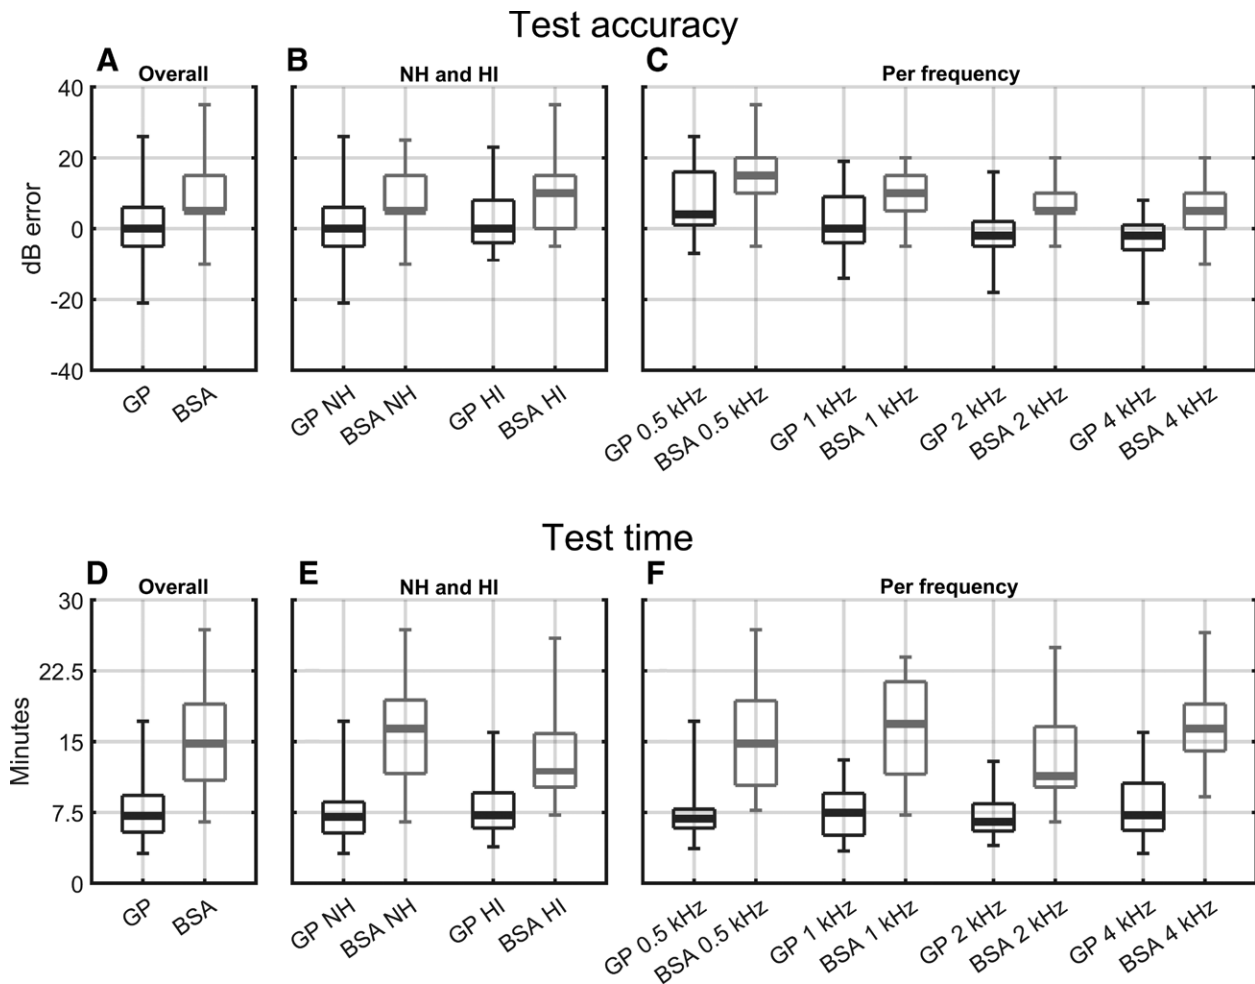 Test accuracy
A Overall
B NH and HI
C Per frequency
dB error
40
20
0
-20
-40
GP
BSA
GP NH
BSA NH
GP HI
BSA HI
GP 0.5 kHz
BSA 0.5 kHz
GP 1 kHz
BSA 1 kHz
GP 2 kHz
BSA 2 kHz
GP 4 kHz
BSA 4 kHz
Test time
D Overall
E NH and HI
F Per frequency
Minutes
30
22.5
15
7.5
0
GP
BSA
GP NH
BSA NH
GP HI
BSA HI
GP 0.5 kHz
BSA 0.5 kHz
GP 1 kHz
BSA 1 kHz
GP 2 kHz
BSA 2 kHz
GP 4 kHz
BSA 4 kHz